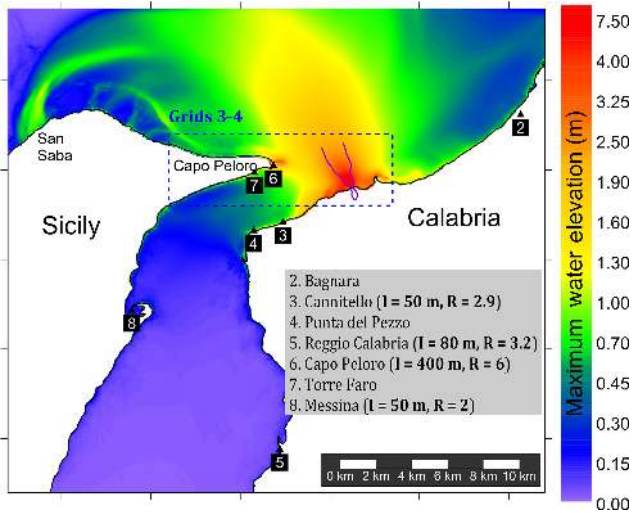 7.50
4.00
3.25
2.50
1.90
1.30
1.00
0.70
0.45
0.30
0.15
0.00
Maximum water elevation (m)
Grids 3-4
San
Saba
Capo Peloro
6
7
2
Sicily
Calabria
3
4
8
5
2. Bagnara
3. Cannitello (I = 50 m, R = 2.9)
4. Punta del Pezzo
5. Reggio Calabria (I = 80 m, R = 3.2)
6. Capo Peloro (I = 400 m, R = 6)
7. Torre Faro
8. Messina (I = 50 m, R = 2)
0 km 2 km 4 km 6 km 8 km 10 km